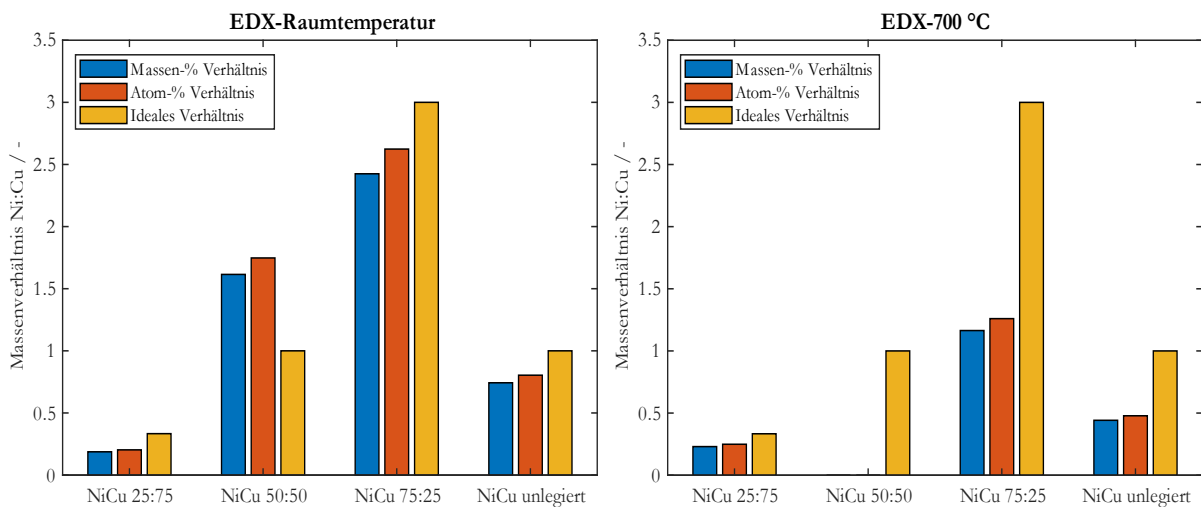 EDX-Raumtemperatur
3.5
3
2.5
2
1.5
1
0.5
0
Massenverhältnis Ni:Cu / -
Massen-% Verhältnis
Atom-% Verhältnis
Ideales Verhältnis
NiCu 25:75
NiCu 50:50
NiCu 75:25
NiCu unlegiert
EDX-700 °C
3.5
3
2.5
2
1.5
1
0.5
0
Massenverhältnis Ni:Cu / -
Massen-% Verhältnis
Atom-% Verhältnis
Ideales Verhältnis
NiCu 25:75
NiCu 50:50
NiCu 75:25
NiCu unlegiert